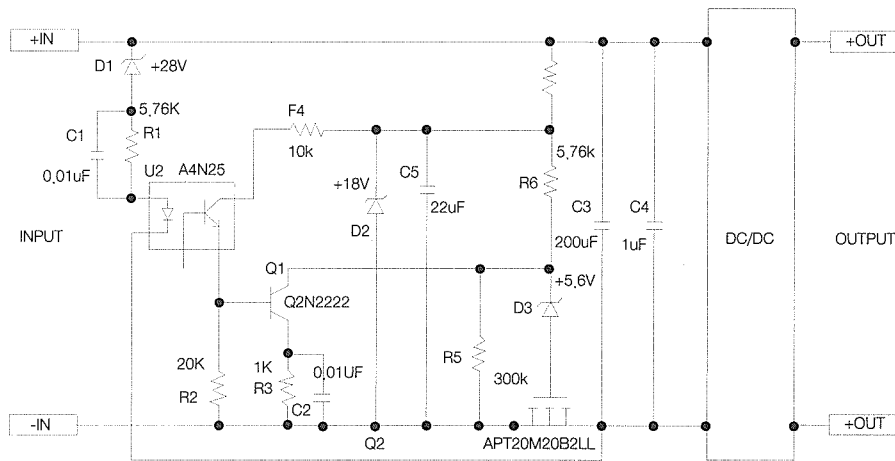 +IN
+OUT
D1
+28V
5.76K
F4
C1
R1
10k
5.76k
U2
A4N25
0.01uF
+18V
C5
R6
22uF
C3
C4
D2
INPUT
200uF
1uF
DC/DC
OUTPUT
Q1
+5.6V
Q2N2222
D3
20K
1K
0.01UF
R5
R2
R3
300k
C2
-IN
+OUT
Q2
APT20M20B2LL